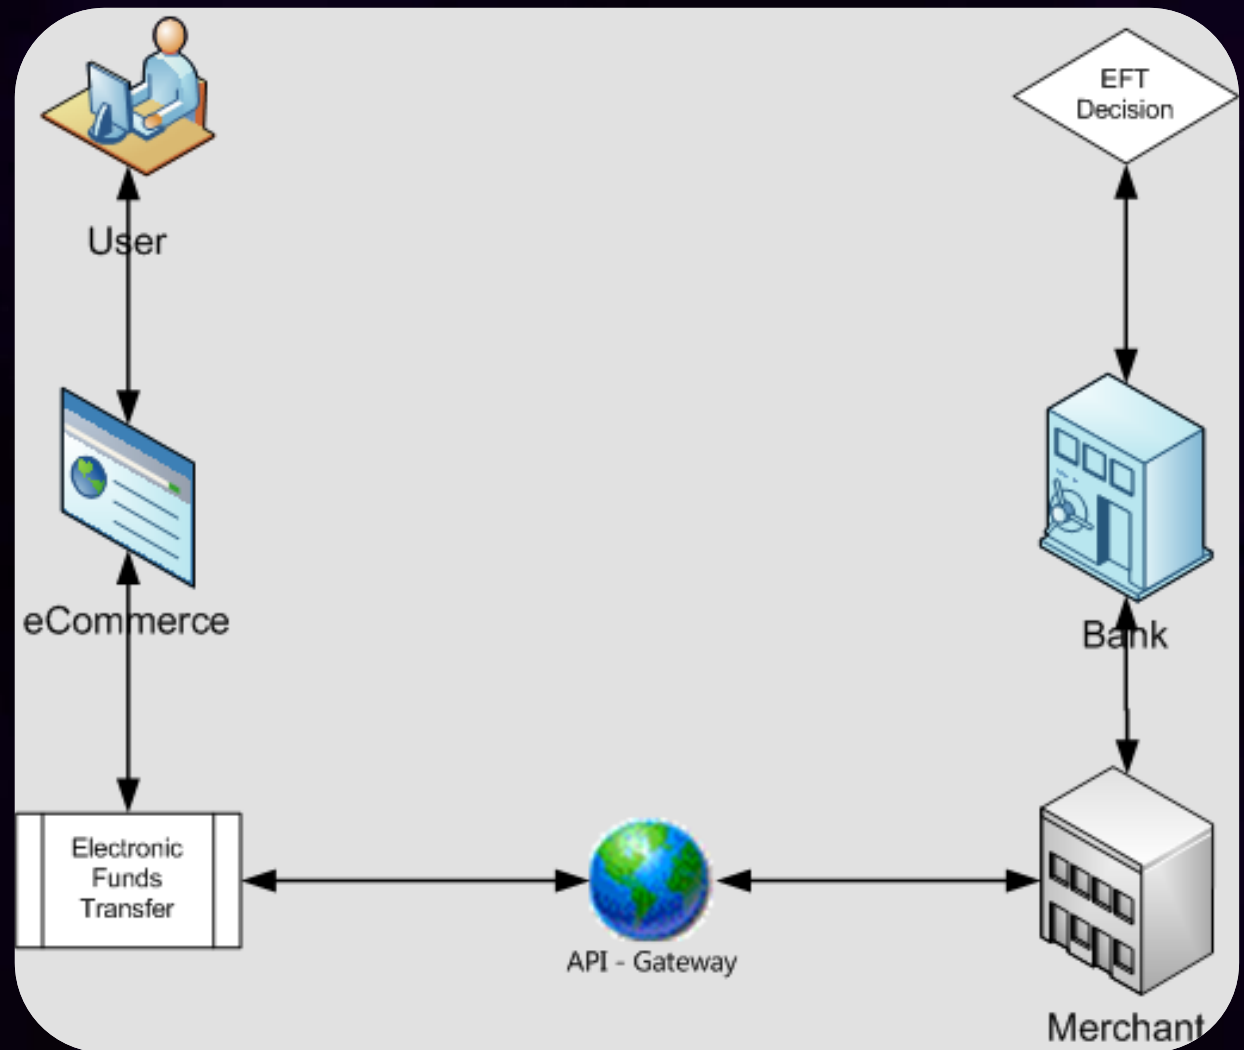 EFT
Decision
User
eCommerce
Bank
Electronic
Funds
Transfer
API - Gateway
Merchant